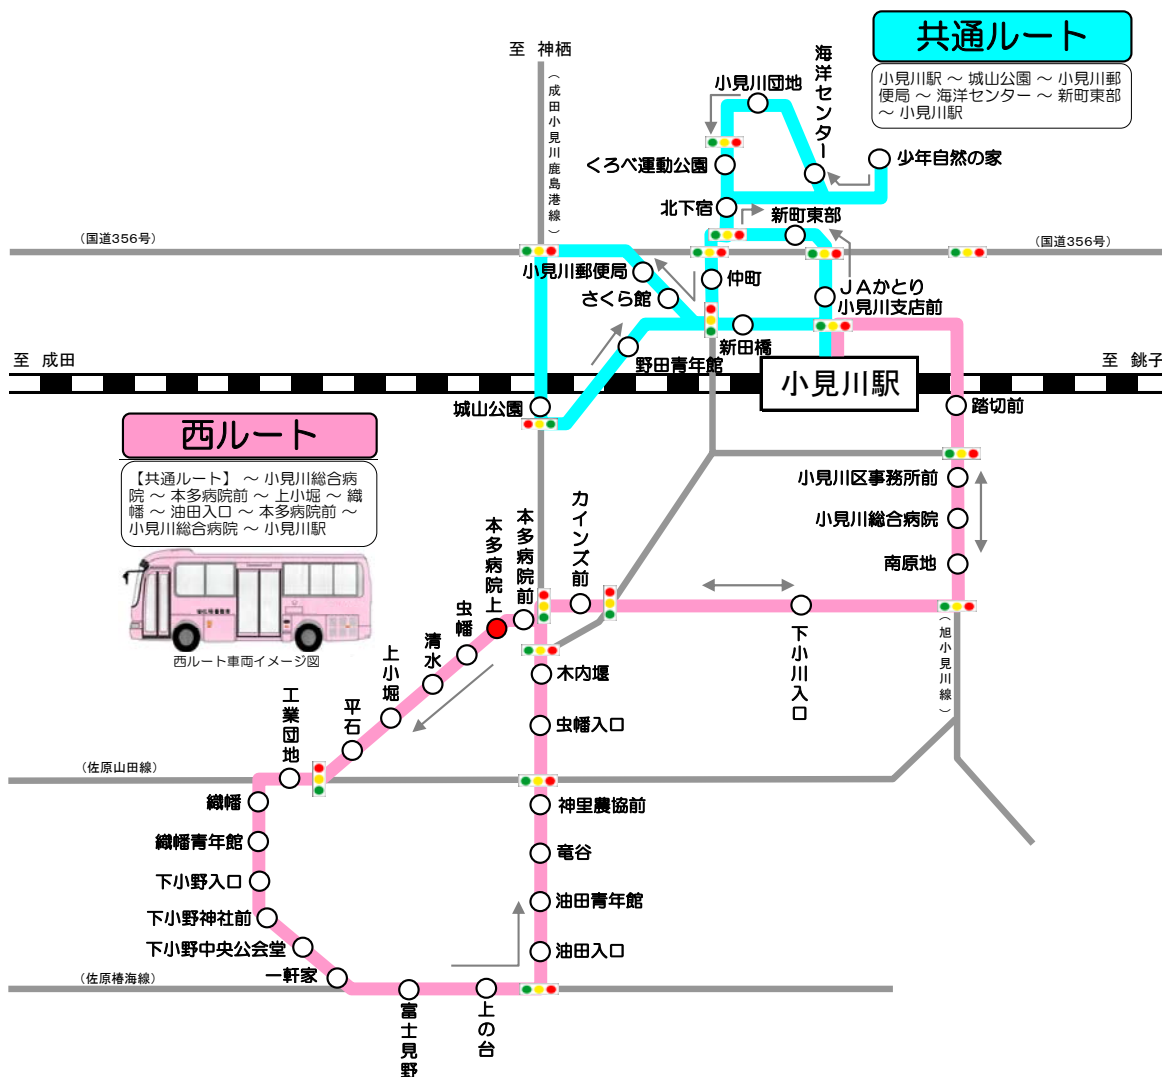 共通ルート
小見川駅 ～ 城山公園 ～ 小見川郵
便局 ～ 海洋センター ～ 新町東部
～ 小見川駅
至 神栖
（成田小見川鹿島港線）
小見川団地
海洋センター
くろべ運動公園
少年自然の家
北下宿
新町東部
（国道356号）
（国道356号）
小見川郵便局
仲町
さくら館
ＪＡかとり
小見川支店前
新田橋
野田青年館
至 成田
至 銚子
小見川駅
城山公園
踏切前
西ルート
【共通ルート】 ～ 小見川総合病
院 ～ 本多病院前 ～ 上小堀 ～ 織
幡 ～ 油田入口 ～ 本多病院前 ～
小見川総合病院 ～ 小見川駅
西ルート車両イメージ図
小見川区事務所前
小見川総合病院
南原地
カインズ前
本多病院前
本多病院上
虫幡
清水
上小堀
平石
工業団地
下小川入口
（旭小見川線）
木内堰
虫幡入口
（佐原山田線）
織幡
神里農協前
織幡青年館
竜谷
下小野入口
油田青年館
下小野神社前
下小野中央公会堂
油田入口
一軒家
（佐原椿海線）
富士見野
上の台